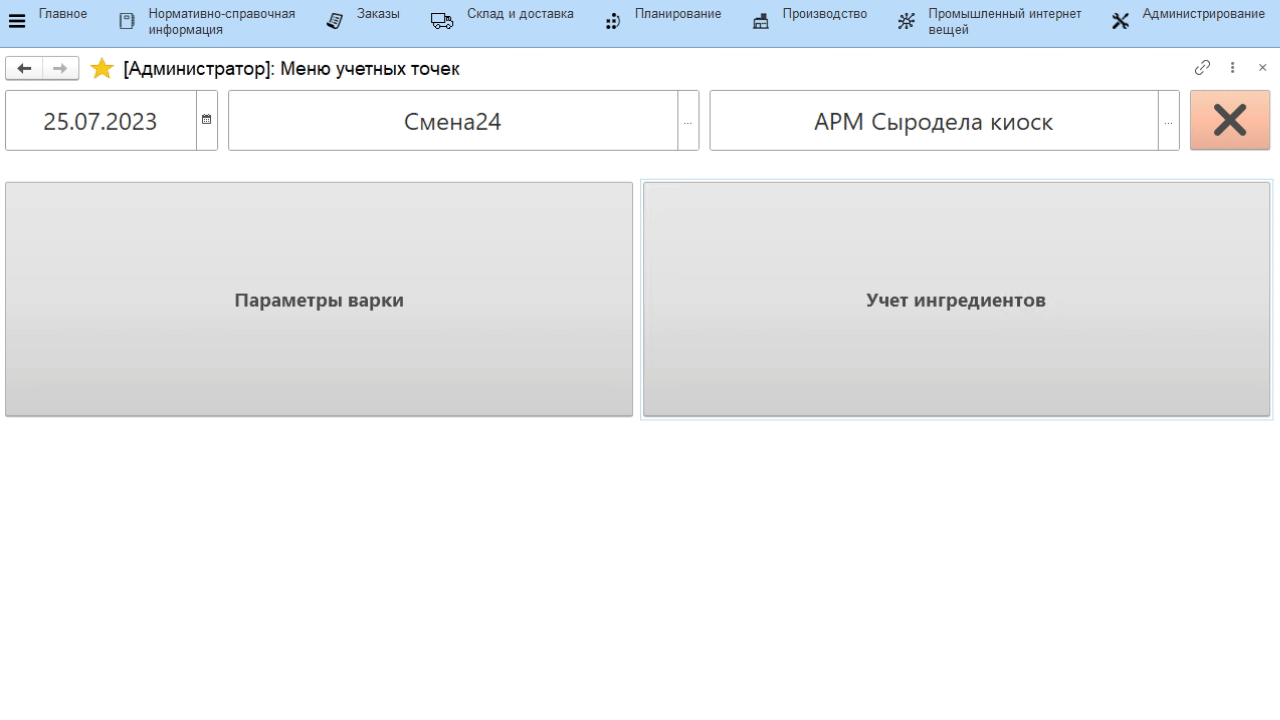 Главное
Нормативно-справочная
информация
Заказы
Склад и доставка
Планирование
Производство
Промышленный интернет
вещей
Администрирование
[Администратор]: Меню учетных точек
25.07.2023
Смена24
...
АРМ Сыродела киоск
...
Параметры варки
Учет ингредиентов